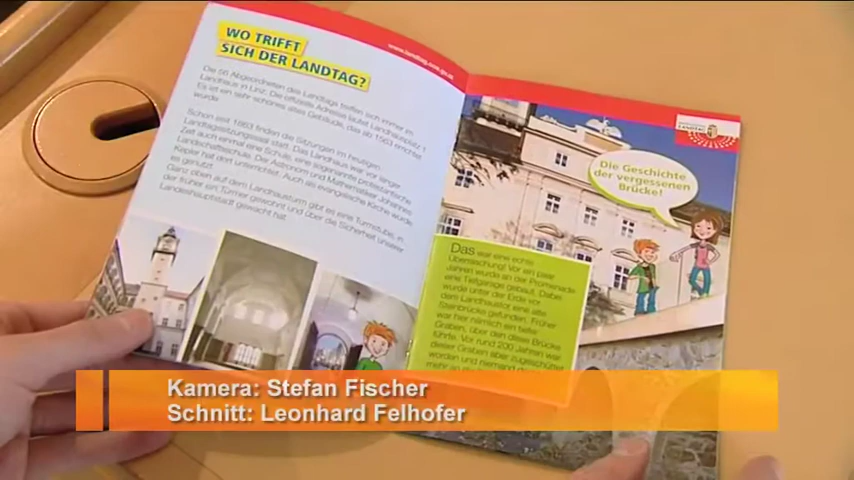 www.landtag.ooe.gv.at
WO TRIFFT
SICH DER LANDTAG?
Die 56 Abgeordneten des Landtags treffen sich immer im
Landhaus in Linz. Die offizielle Adresse lautet Landhausplatz 1.
Es ist ein sehr schönes altes Gebäude, das ab 1563 errichtet
wurde.
Schon seit 1863 finden die Sitzungen im heutigen
Landtagssitzungssaal statt. Das Landhaus war vor langer
Zeit auch einmal eine Schule, eine sogenannte protestantische
Landschaftsschule. Der Astronom und Mathematiker Johannes
Kepler hat dort unterrichtet. Auch als evangelische Kirche wurde
es genutzt.
Ganz oben auf dem Landhausturm gibt es eine Turmstube, in
der früher ein Türmer gewohnt und über die Sicherheit unserer
Landeshauptstadt gewacht hat.
LANDTAG
Die Geschichte
der vergessenen
Brücke!
Das war eine echte
Überraschung! Vor ein paar
Jahren wurde an der Promenade
eine Tiefgarage gebaut. Dabei
wurde unter der Erde vor
dem Landhaustor eine alte
Steinbrücke gefunden. Früher
war hier nämlich ein tiefer
Graben, über den diese Brücke
führte. Vor rund 200 Jahren war
dieser Graben aber zugeschüttet
worden und niemand
Kamera: Stefan Fischer
Schnitt: Leonhard Felhofer